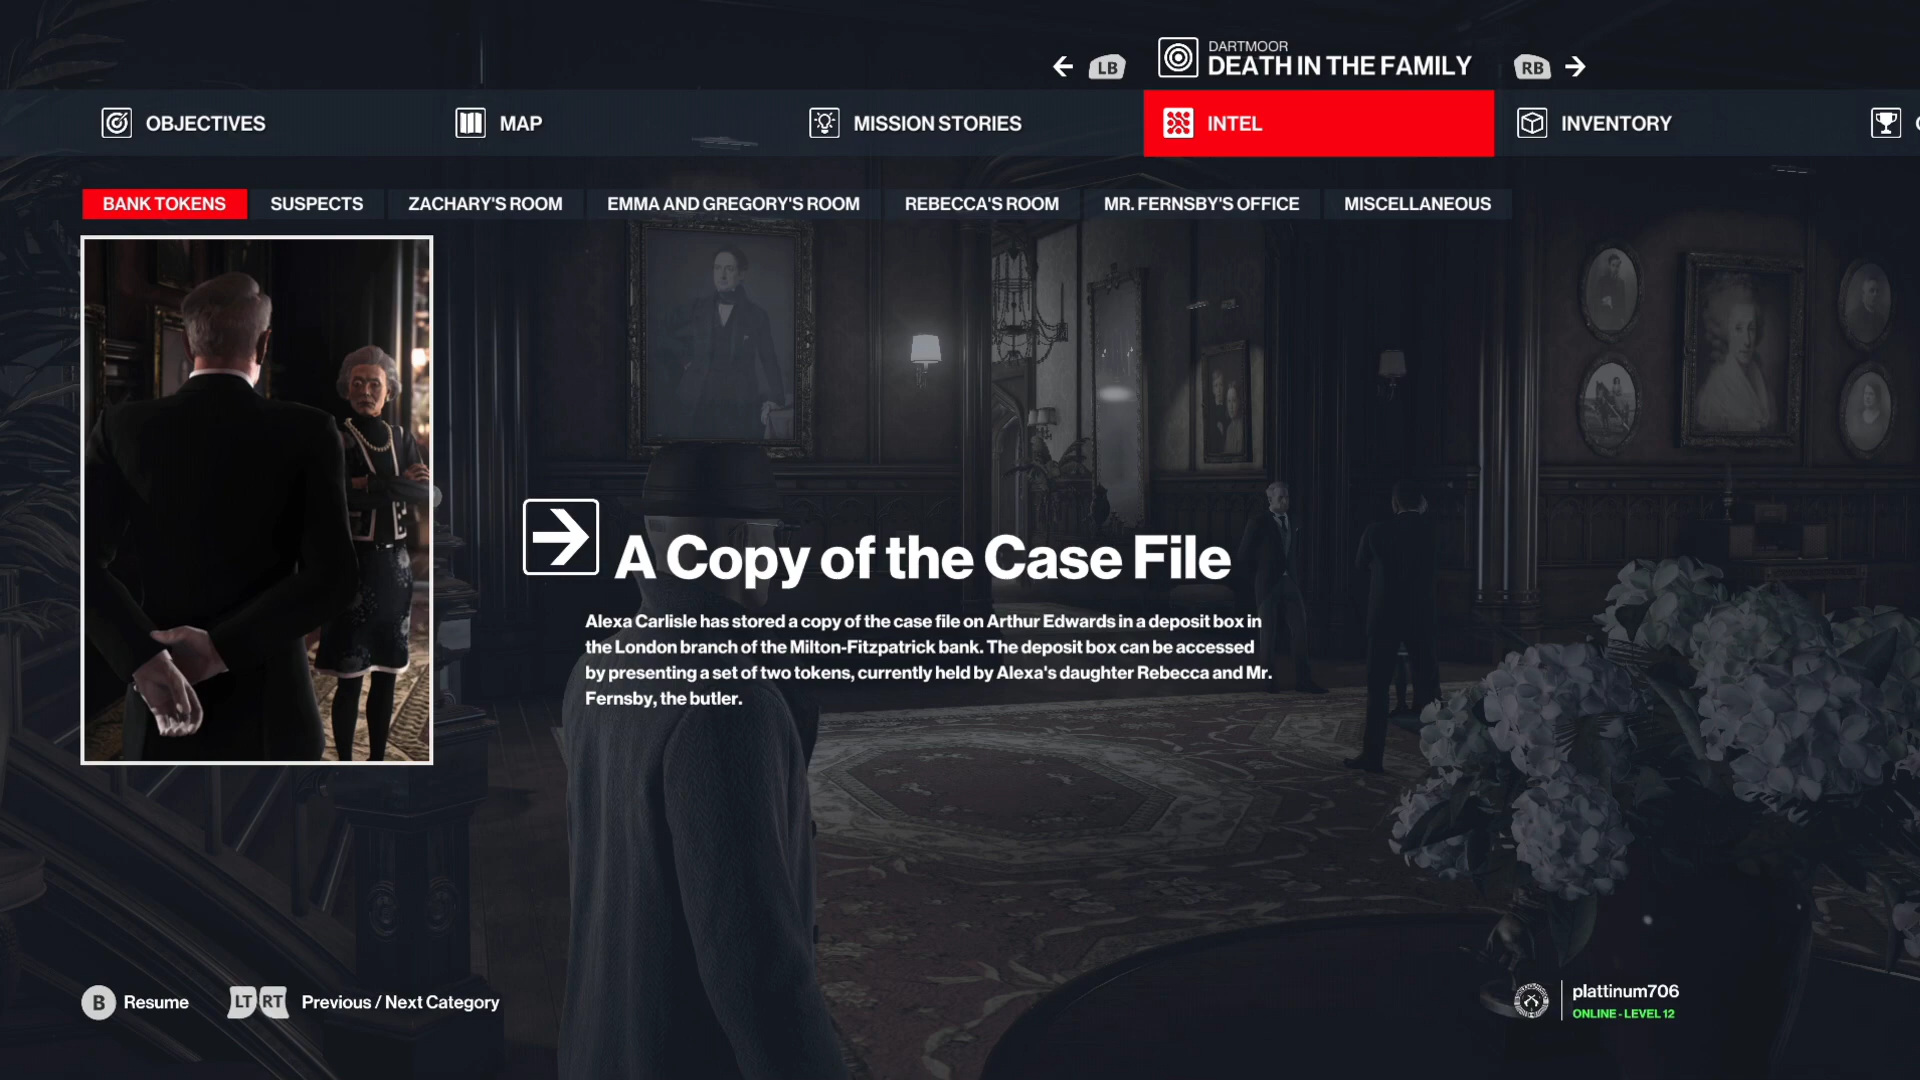 DARTMOOR
LB DEATH IN THE FAMILY RB
OBJECTIVES MAP MISSION STORIES INTEL INVENTORY
BANK TOKENS SUSPECTS ZACHARY'S ROOM EMMA AND GREGORY'S ROOM REBECCA'S ROOM MR. FERNSBY'S OFFICE MISCELLANEOUS
A Copy of the Case File
Alexa Carlisle has stored a copy of the case file on Arthur Edwards in a deposit box in
the London branch of the Milton-Fitzpatrick bank. The deposit box can be accessed
by presenting a set of two tokens, currently held by Alexa's daughter Rebecca and Mr.
Fernsby, the butler.
B Resume LT RT Previous / Next Category
plattinum706
ONLINE - LEVEL 12